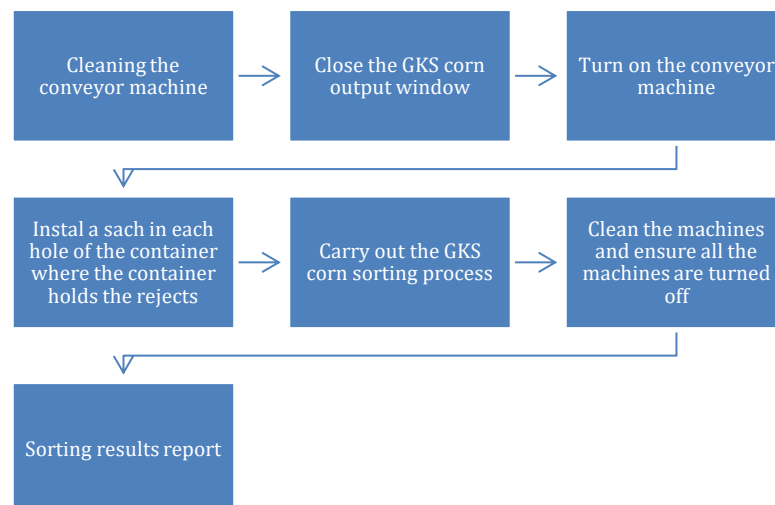 Cleaning the
conveyor machine
Close the GKS corn
output window
Turn on the conveyor
machine
Instal a sach in each
hole of the container
where the container
holds the rejects
Carry out the GKS
corn sorting process
Clean the machines
and ensure all the
machines are turned
off
Sorting results report